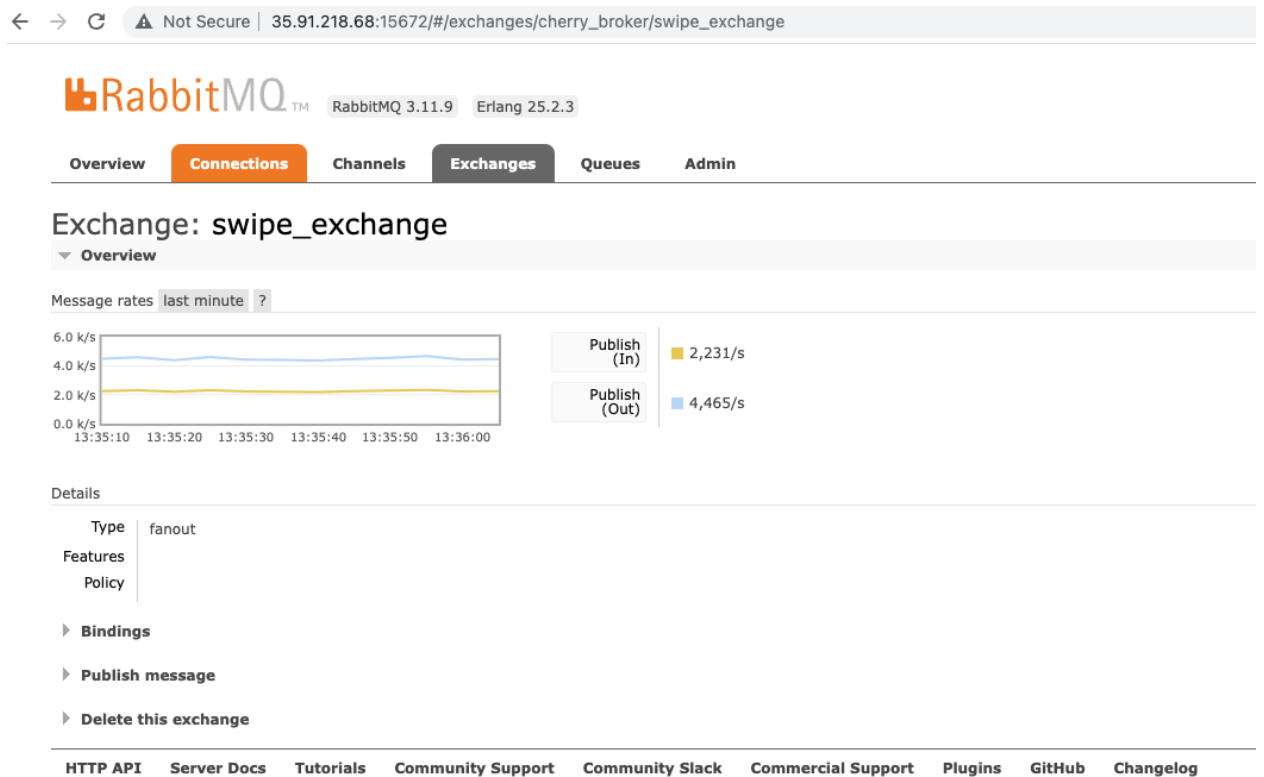 Not Secure 35.91.218.68:15672/#/exchanges/cherry_broker/swipe_exchange
RabbitMQ TM RabbitMQ 3.11.9 Erlang 25.2.3
Overview Connections Channels Exchanges Queues Admin
Exchange: swipe_exchange
Overview
Message rates last minute ?
6.0 k/s
4.0 k/s
2.0 k/s
0.0 k/s
13:35:10 13:35:20 13:35:30 13:35:40 13:35:50 13:36:00
Publish
(In) 2,231/s
Publish
(Out) 4,465/s
Details
Type fanout
Features
Policy
Bindings
Publish message
Delete this exchange
HTTP API Server Docs Tutorials Community Support Community Slack Commercial Support Plugins GitHub Changelog